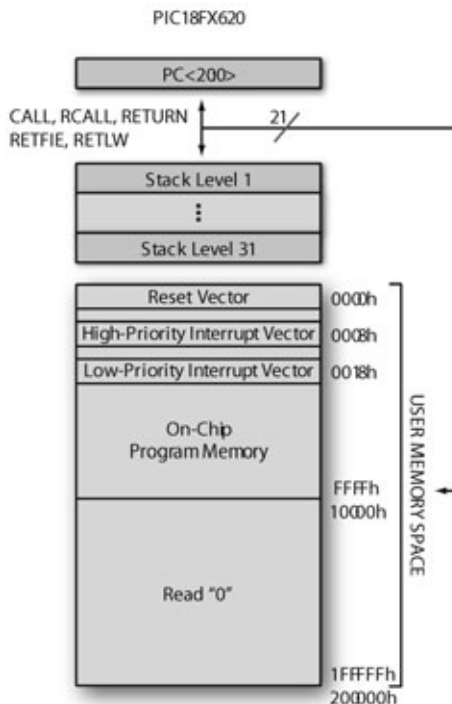 PIC18FX620
PC<200>
CALL, RCALL, RETURN
RETFIE, RETLW
21
Stack Level 1
Stack Level 31
Reset Vector
0000h
High-Priority Interrupt Vector
0008h
Low-Priority Interrupt Vector
0018h
On-Chip
Program Memory
FFFFh
10000h
Read "0"
1FFFFFh
200000h
USER MEMORY SPACE